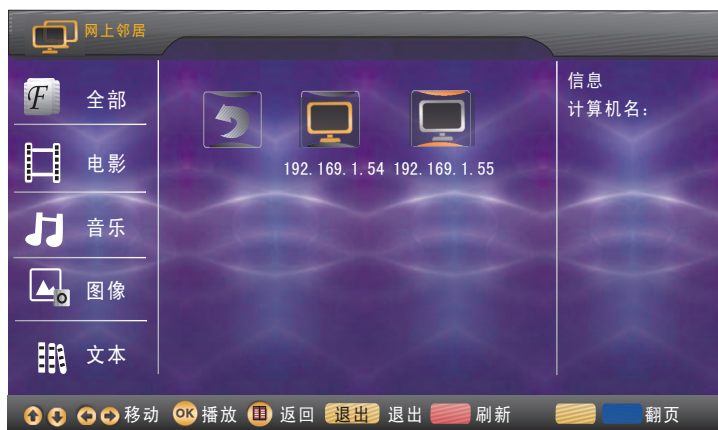 网上邻居
F 全部
电影
音乐
图像
文本
192.169.1.54 192.169.1.55
信息
计算机名:
移动 OK 播放 返回 退出 退出 刷新 翻页